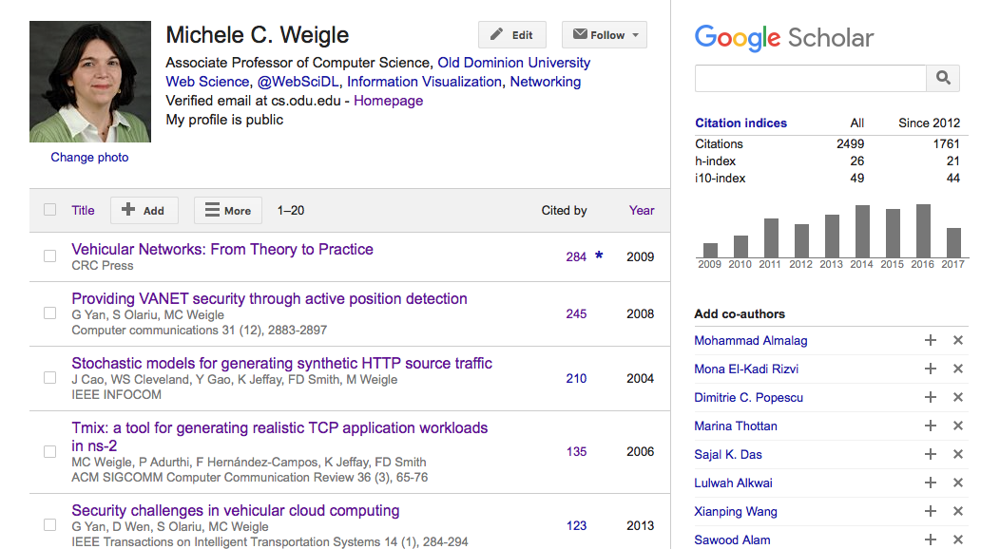 Michele C. Weigle
Edit
Follow
Associate Professor of Computer Science, Old Dominion University
Web Science, @WebSciDL, Information Visualization, Networking
Verified email at cs.odu.edu - Homepage
My profile is public
Change photo
Title
Add
More
1–20
Cited by
Year
Vehicular Networks: From Theory to Practice
CRC Press
284 *
2009
Providing VANET security through active position detection
G Yan, S Olariu, MC Weigle
Computer communications 31 (12), 2883-2897
245
2008
Stochastic models for generating synthetic HTTP source traffic
J Cao, WS Cleveland, Y Gao, K Jeffay, FD Smith, M Weigle
IEEE INFOCOM
210
2004
Tmix: a tool for generating realistic TCP application workloads
in ns-2
MC Weigle, P Adurthi, F Hernández-Campos, K Jeffay, FD Smith
ACM SIGCOMM Computer Communication Review 36 (3), 65-76
135
2006
Security challenges in vehicular cloud computing
G Yan, D Wen, S Olariu, MC Weigle
IEEE Transactions on Intelligent Transportation Systems 14 (1), 284-294
123
2013
Google Scholar
Citation indices All Since 2012
Citations 2499 1761
h-index 26 21
i10-index 49 44
2009 2010 2011 2012 2013 2014 2015 2016 2017
Add co-authors
Mohammad Almalag
Mona El-Kadi Rizvi
Dimitrie C. Popescu
Marina Thottan
Sajal K. Das
Lulwah Alkwai
Xianping Wang
Sawood Alam